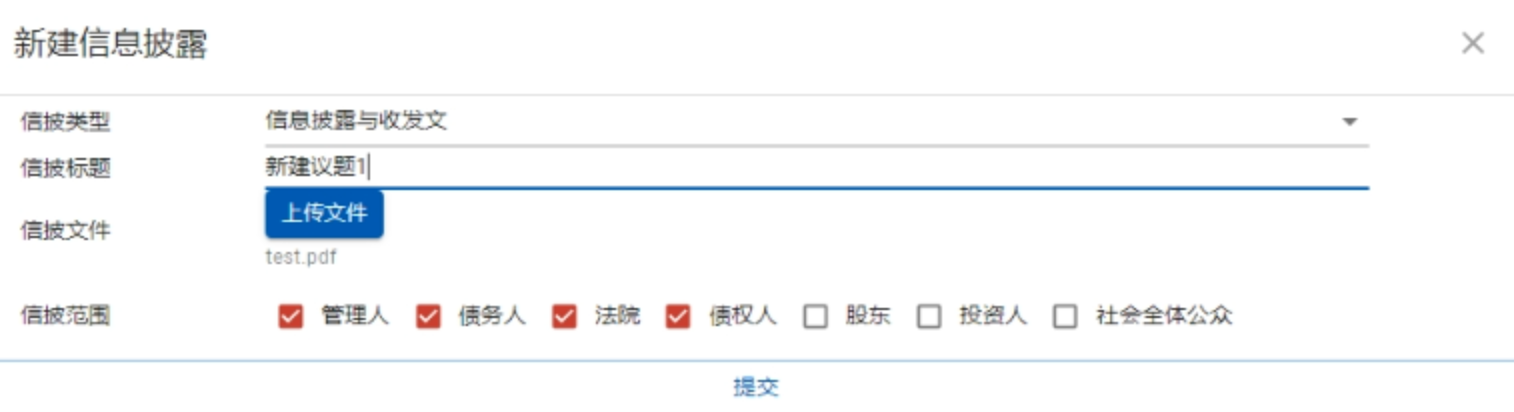 新建信息披露
信披类型 信息披露与收发文
信披标题 新建议题1
信披文件 上传文件
test.pdf
信披范围 管理人 债务人 法院 债权人 股东 投资人 社会全体公众
提交